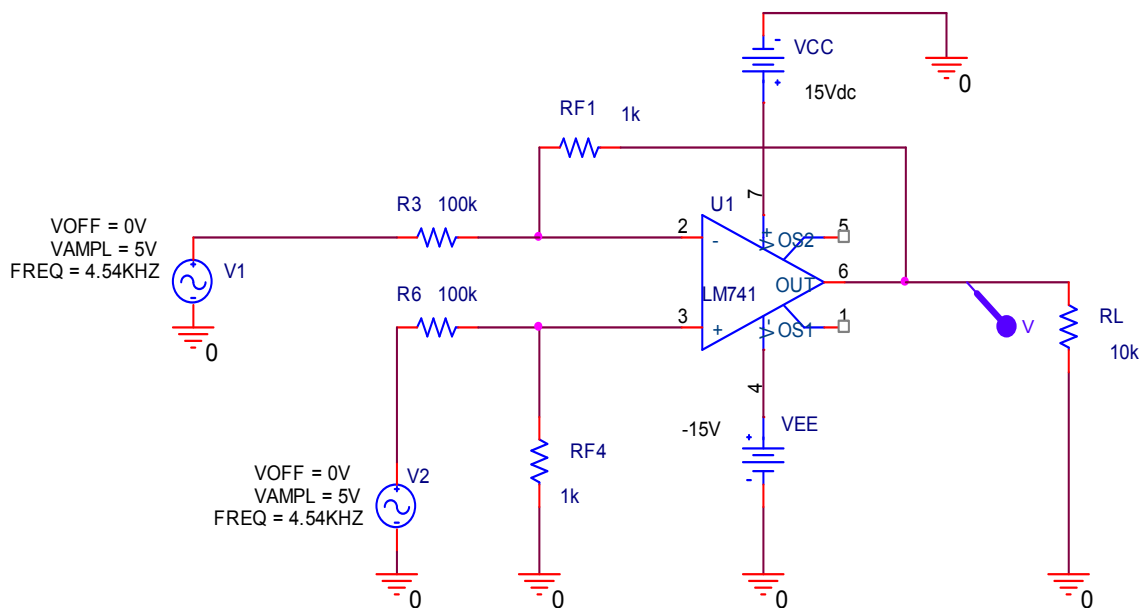 VCC
15Vdc
0
RF1 1k
R3 100k
U1
7
5
2
-
V+
OS2
VOFF = 0V
VAMPL = 5V
FREQ = 4.54KHZ
V1
0
R6 100k
LM741
OUT
6
3
+
V-
OS1
1
V
RL
10k
4
-15V
VEE
RF4
1k
VOFF = 0V
VAMPL = 5V
FREQ = 4.54KHZ
V2
0
0
0
0